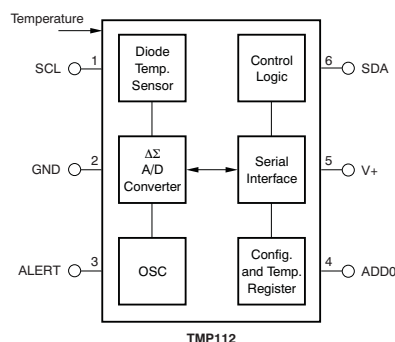 Temperature
SCL
1
Diode
Temp.
Sensor
Control
Logic
6
SDA
GND
2
ΔΣ
A/D
Converter
Serial
Interface
5
V+
ALERT
3
OSC
Config.
and Temp.
Register
4
ADD0
TMP112